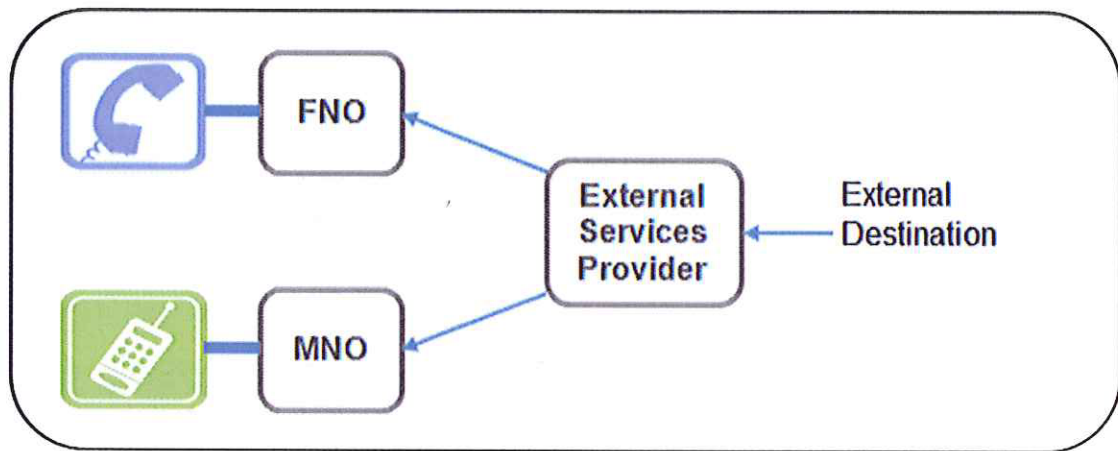 FNO
External
Services
Provider
External
Destination
MNO